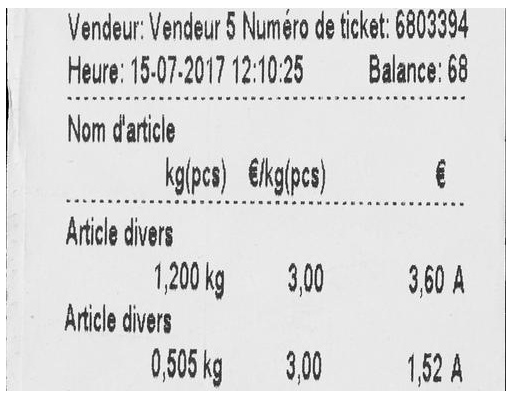 Vendeur: Vendeur 5 Numéro de ticket: 6803394
Heure: 15-07-2017 12:10:25 Balance: 68
Nom d'article
kg(pcs) €/kg(pcs) €
Article divers
1,200 kg 3,00 3,60 A
Article divers
0,505 kg 3,00 1,52 A